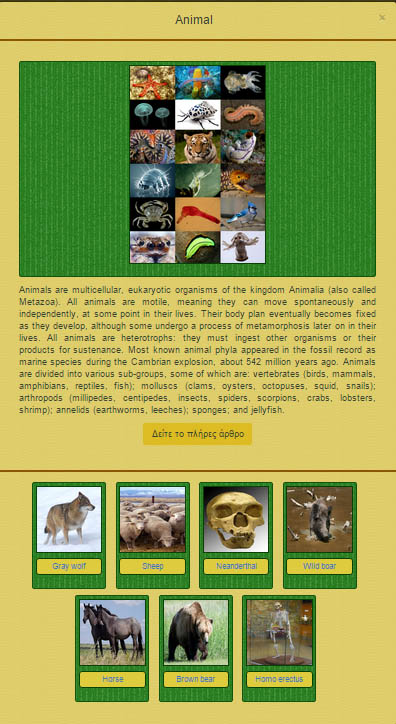 Animal
×
Animals are multicellular, eukaryotic organisms of the kingdom Animalia (also called
Metazoa). All animals are motile, meaning they can move spontaneously and
independently, at some point in their lives. Their body plan eventually becomes fixed
as they develop, although some undergo a process of metamorphosis later on in their
lives. All animals are heterotrophs: they must ingest other organisms or their
products for sustenance. Most known animal phyla appeared in the fossil record as
marine species during the Cambrian explosion, about 542 million years ago. Animals
are divided into various sub-groups, some of which are: vertebrates (birds, mammals,
amphibians, reptiles, fish); molluscs (clams, oysters, octopuses, squid, snails);
arthropods (millipedes, centipedes, insects, spiders, scorpions, crabs, lobsters,
shrimp); annelids (earthworms, leeches); sponges; and jellyfish.
Δείτε το πλήρες άρθρο
Gray wolf
Sheep
Neanderthal
Wild boar
Horse
Brown bear
Homo erectus